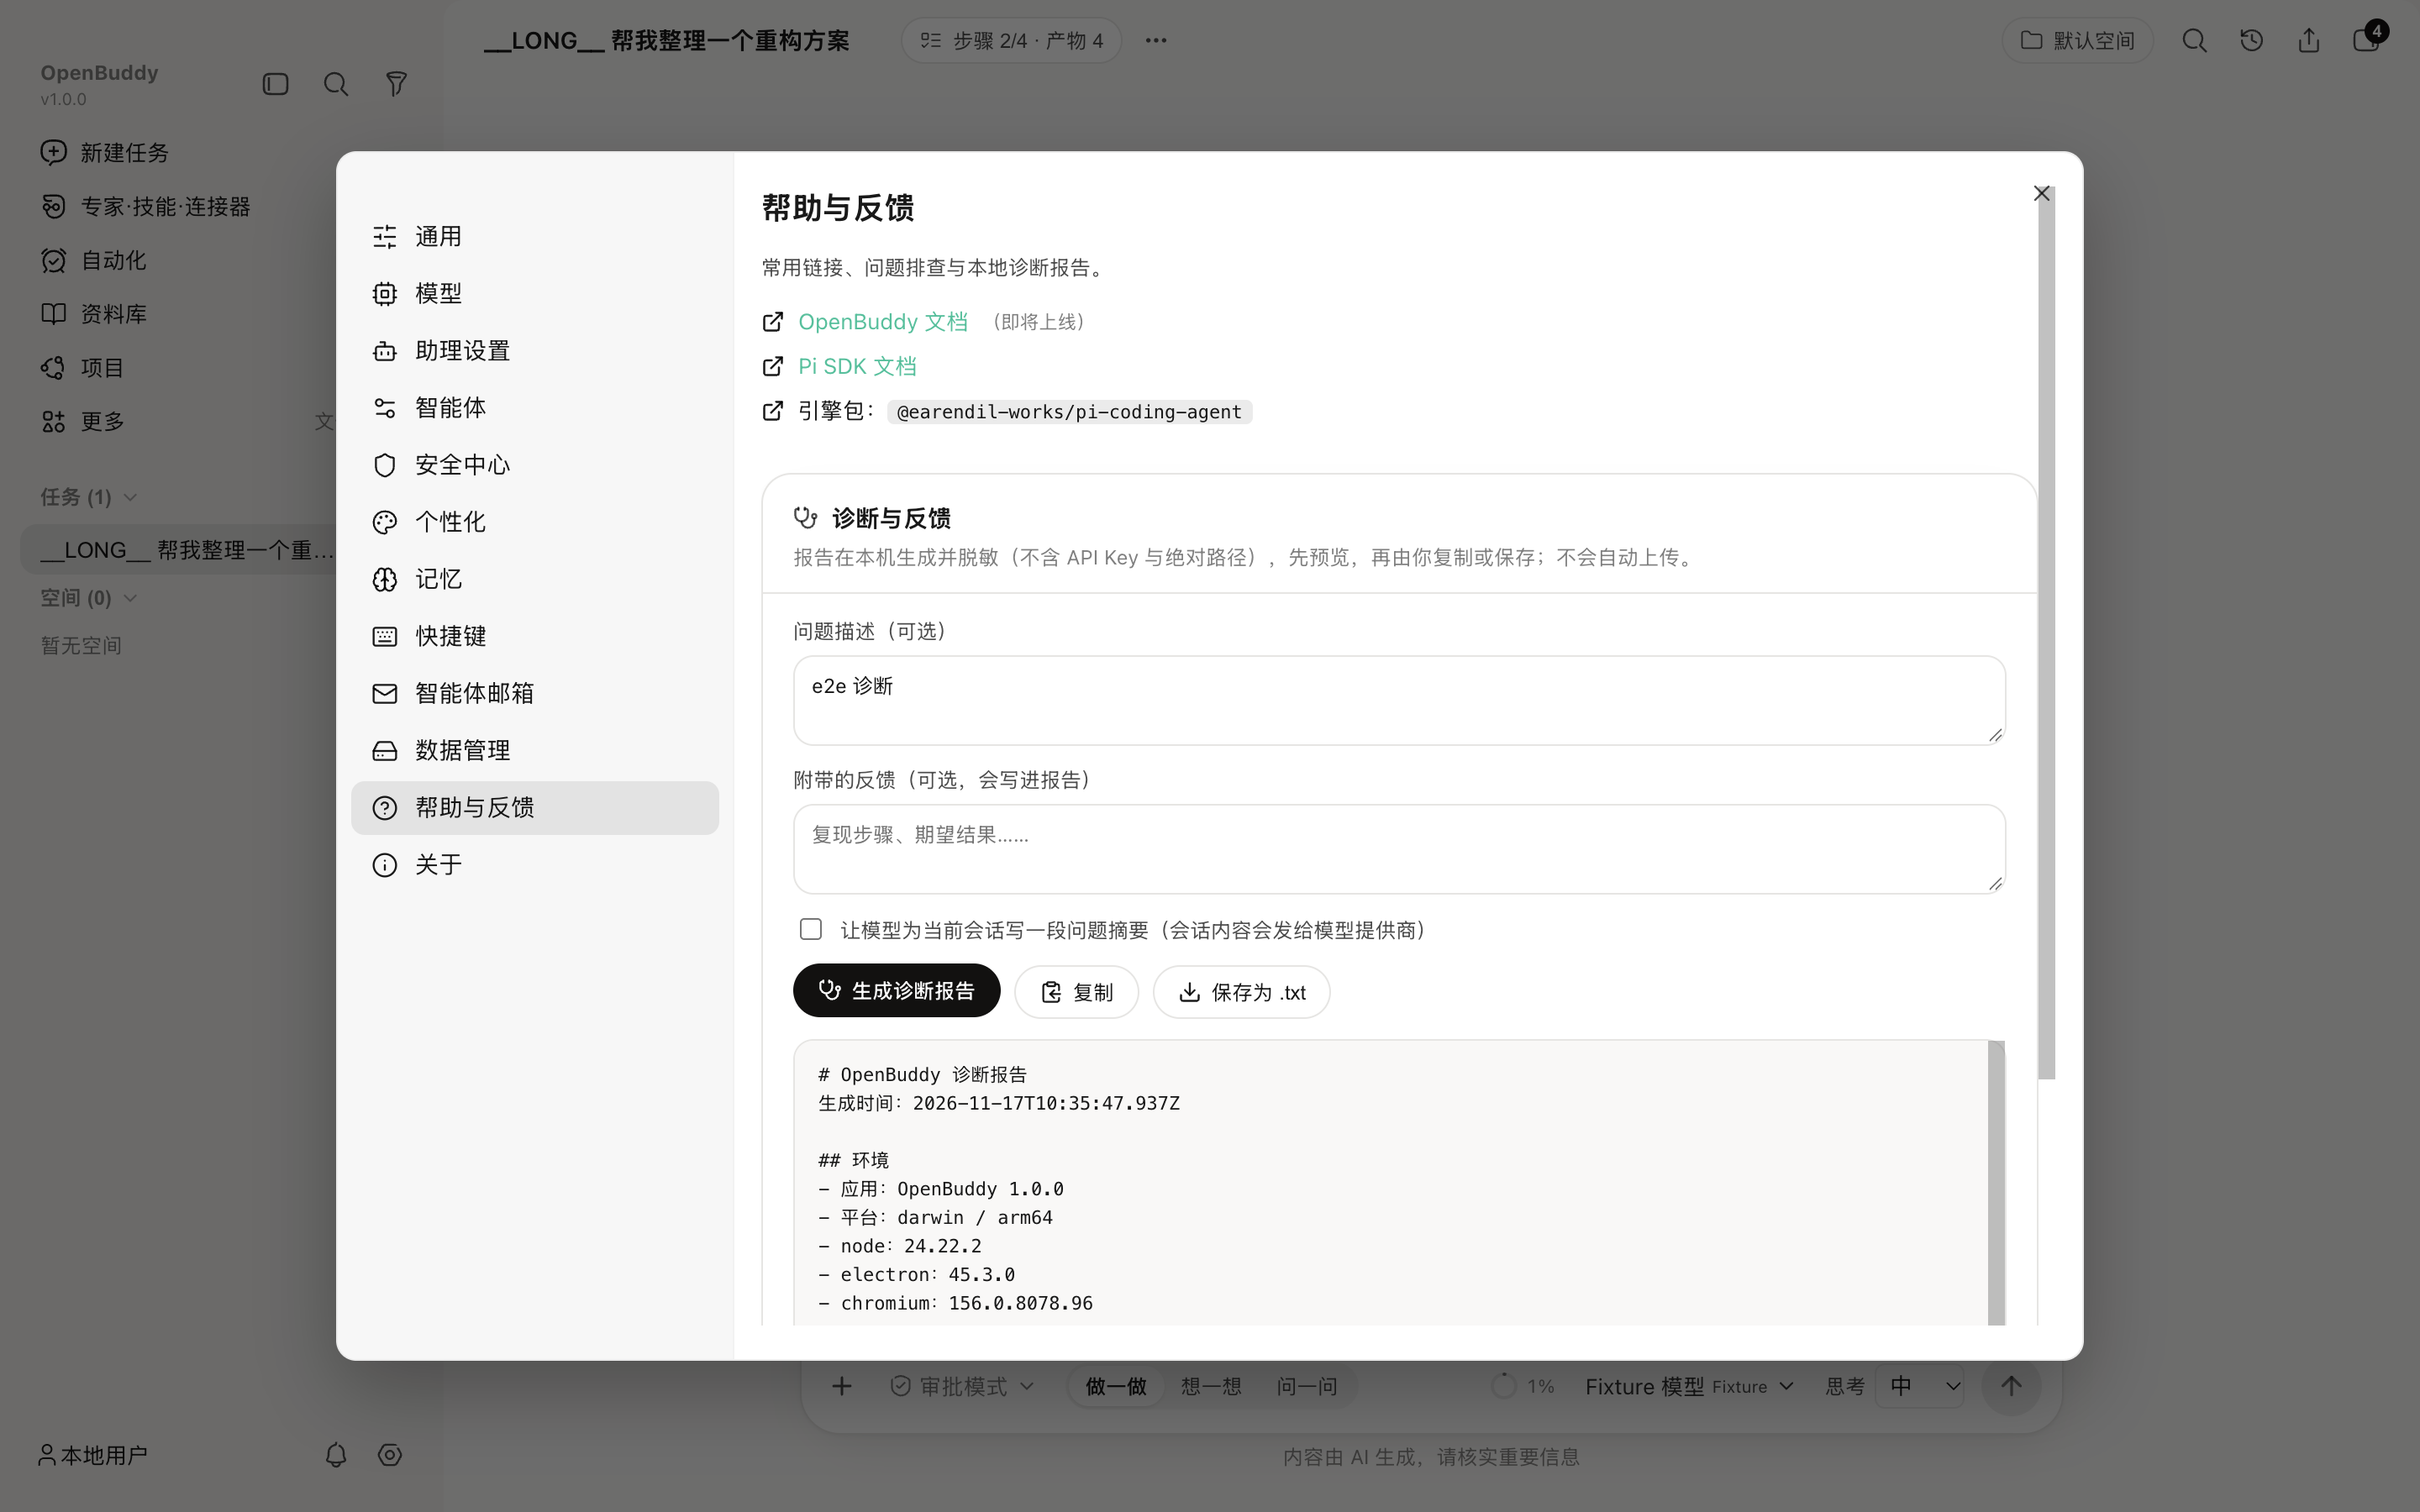 OpenBuddy
v1.0.0
新建任务
专家·技能·连接器
自动化
资料库
项目
更多
文
任务 (1)
__LONG__ 帮我整理一个重…
空间 (0)
暂无空间
本地用户
__LONG__ 帮我整理一个重构方案
步骤 2/4 · 产物 4
默认空间
4
通用
模型
助理设置
智能体
安全中心
个性化
记忆
快捷键
智能体邮箱
数据管理
帮助与反馈
关于
帮助与反馈
常用链接、问题排查与本地诊断报告。
OpenBuddy 文档 （即将上线）
Pi SDK 文档
引擎包： @earendil-works/pi-coding-agent
诊断与反馈
报告在本机生成并脱敏（不含 API Key 与绝对路径），先预览，再由你复制或保存；不会自动上传。
问题描述（可选）
e2e 诊断
附带的反馈（可选，会写进报告）
复现步骤、期望结果……
让模型为当前会话写一段问题摘要（会话内容会发给模型提供商）
生成诊断报告
复制
保存为 .txt
# OpenBuddy 诊断报告
生成时间：2026-11-17T10:35:47.937Z
## 环境
- 应用：OpenBuddy 1.0.0
- 平台：darwin / arm64
- node：24.22.2
- electron：45.3.0
- chromium：156.0.8078.96
审批模式
做一做
想一想
问一问
1%
Fixture 模型 Fixture
思考
中
内容由 AI 生成，请核实重要信息